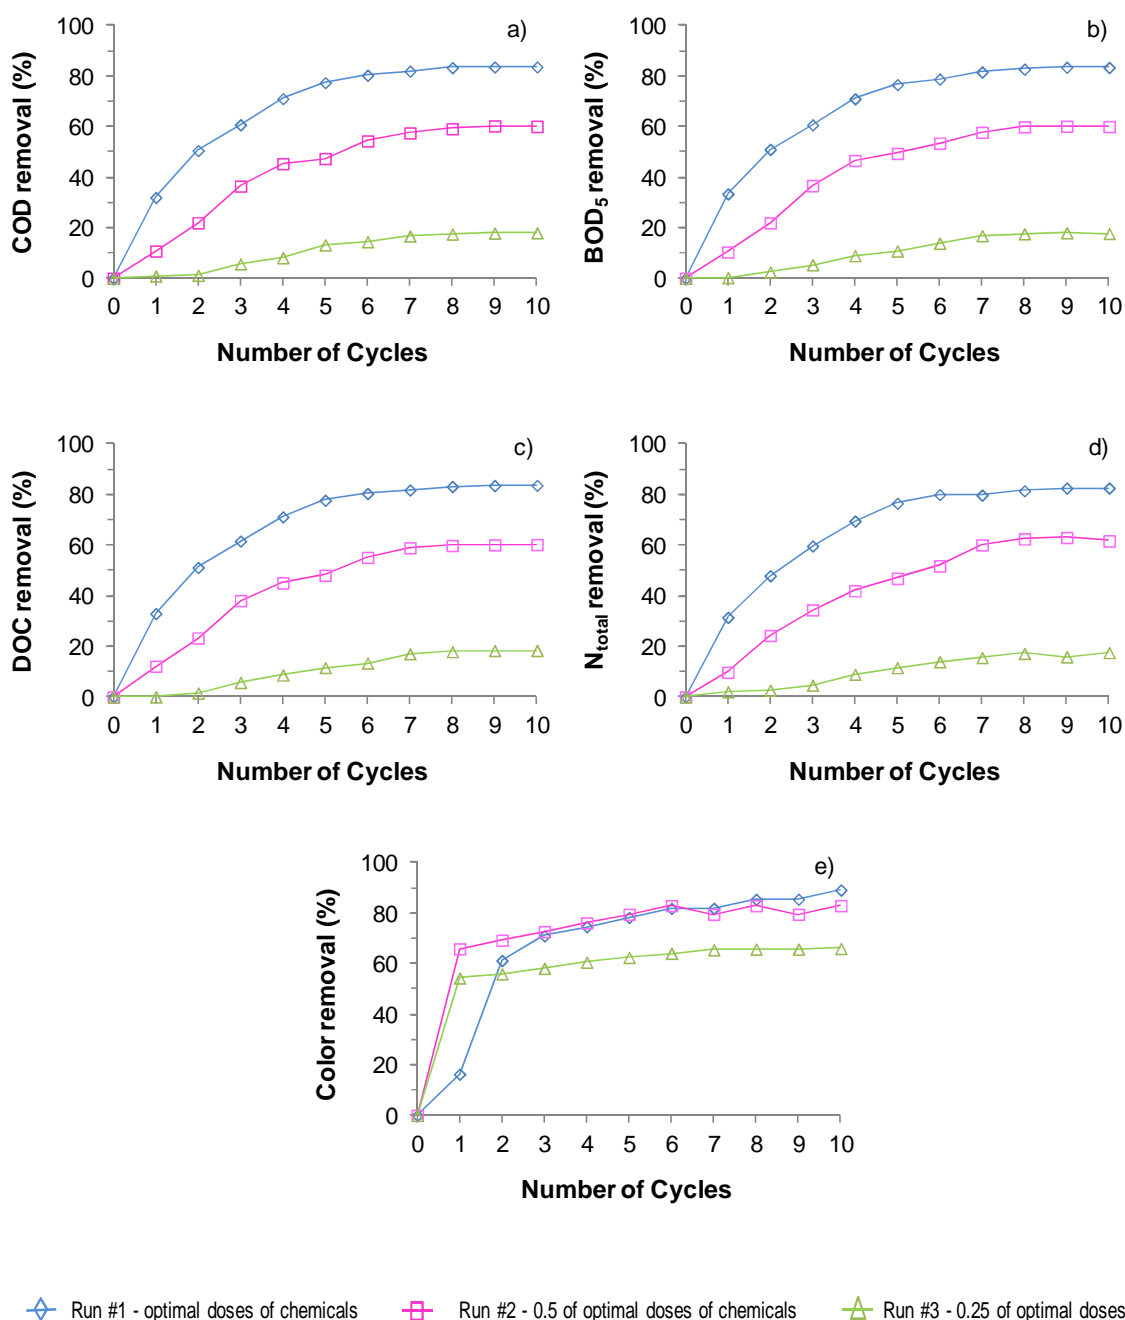 a)
COD removal (%)
100
80
60
40
20
0
0 1 2 3 4 5 6 7 8 9 10
Number of Cycles
b)
BOD5 removal (%)
100
80
60
40
20
0
0 1 2 3 4 5 6 7 8 9 10
Number of Cycles
c)
DOC removal (%)
100
80
60
40
20
0
0 1 2 3 4 5 6 7 8 9 10
Number of Cycles
d)
Ntotal removal (%)
100
80
60
40
20
0
0 1 2 3 4 5 6 7 8 9 10
Number of Cycles
e)
Color removal (%)
100
80
60
40
20
0
0 1 2 3 4 5 6 7 8 9 10
Number of Cycles
Run #1 - optimal doses of chemicals
Run #2 - 0.5 of optimal doses of chemicals
Run #3 - 0.25 of optimal doses